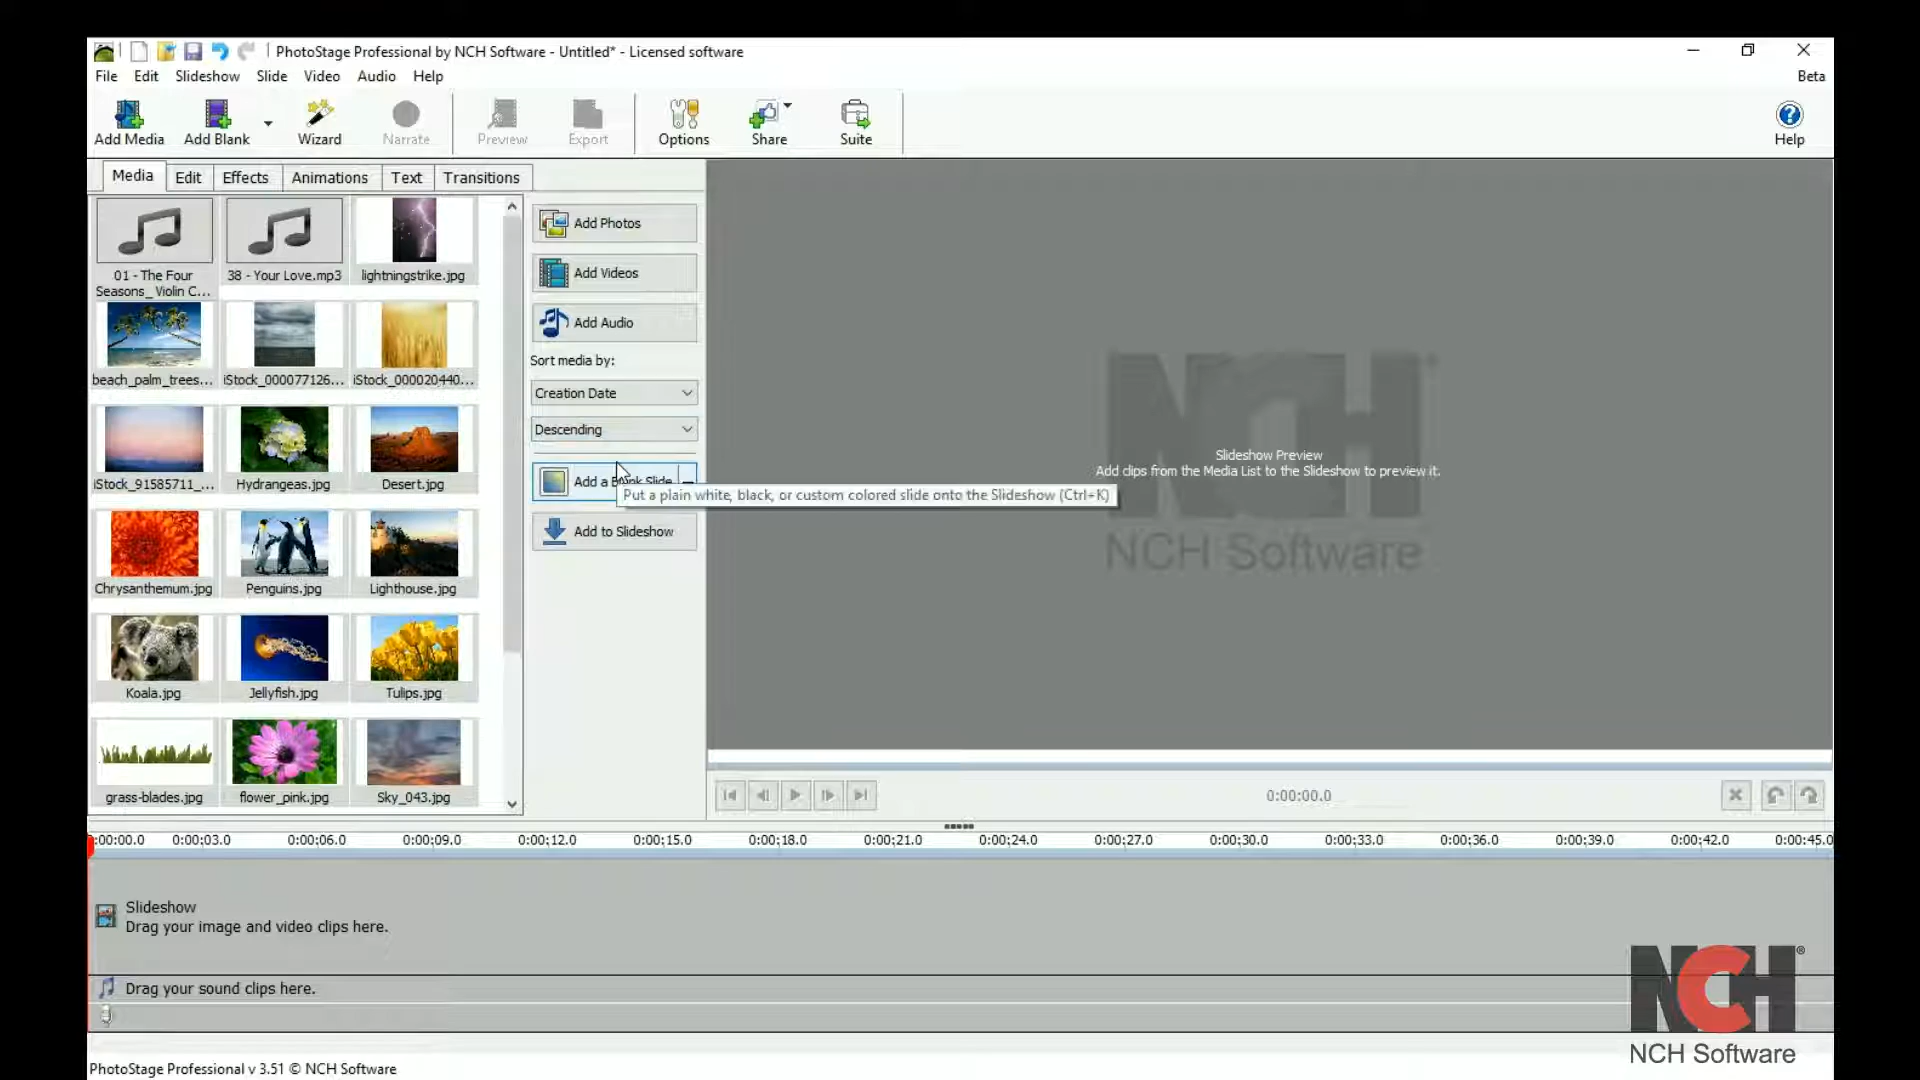 PhotoStage Professional by NCH Software - Untitled* - Licensed software
File Edit Slideshow Slide Video Audio Help
Beta
Add Media Add Blank Wizard Narrate Preview Export Options Share Suite Help
Media Edit Effects Animations Text Transitions
01 - The Four
Seasons_ Violin C...
38 - Your Love.mp3
lightningstrike.jpg
beach_palm_trees...
iStock_000077126...
iStock_000020440...
iStock_91585711_...
Hydrangeas.jpg
Desert.jpg
Chrysanthemum.jpg
Penguins.jpg
Lighthouse.jpg
Koala.jpg
Jellyfish.jpg
Tulips.jpg
grass-blades.jpg
flower_pink.jpg
Sky_043.jpg
Add Photos
Add Videos
Add Audio
Sort media by:
Creation Date
Descending
Add a Blank Slide
Put a plain white, black, or custom colored slide onto the Slideshow (Ctrl+K)
Add to Slideshow
NCH
Slideshow Preview
Add clips from the Media List to the Slideshow to preview it.
NCH Software
0:00:00.0
:00:00.0 0:00;03.0 0:00;06.0 0:00;09.0 0:00;12.0 0:00;15.0 0:00;18.0 0:00;21.0 0:00;24.0 0:00;27.0 0:00;30.0 0:00;33.0 0:00;36.0 0:00;39.0 0:00;42.0 0:00;45.0
Slideshow
Drag your image and video clips here.
Drag your sound clips here.
NCH®
NCH Software
PhotoStage Professional v 3.51 © NCH Software